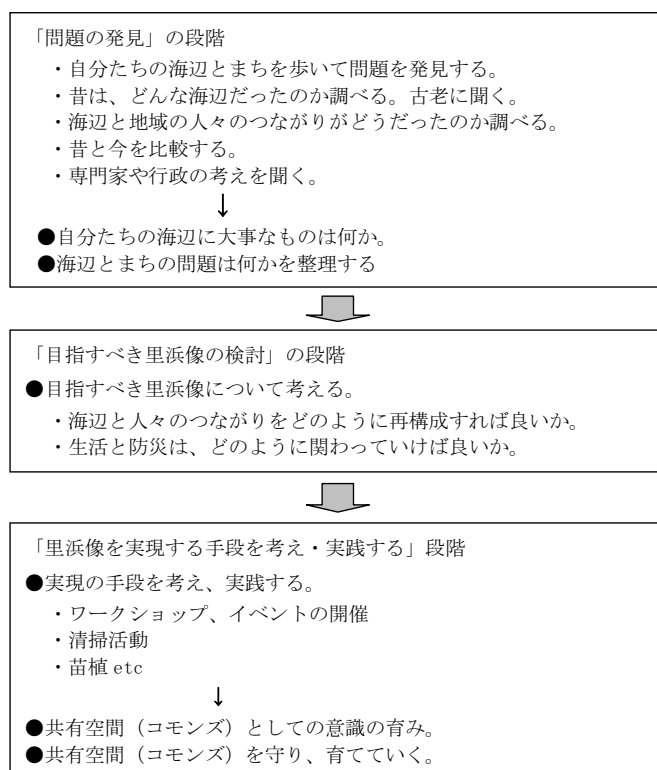 「問題の発見」の段階
・自分たちの海辺とまちを歩いて問題を発見する。
・昔は、どんな海辺だったのか調べる。古老に聞く。
・海辺と地域の人々のつながりがどうだったのか調べる。
・昔と今を比較する。
・専門家や行政の考えを聞く。
↓
●自分たちの海辺に大事なものは何か。
●海辺とまちの問題は何かを整理する
「目指すべき里浜像の検討」の段階
●目指すべき里浜像について考える。
・海辺と人々のつながりをどのように再構成すれば良いか。
・生活と防災は、どのように関わっていけば良いか。
「里浜像を実現する手段を考え・実践する」段階
●実現の手段を考え、実践する。
・ワークショップ、イベントの開催
・清掃活動
・苗植 etc
↓
●共有空間（コモンズ）としての意識の育み。
●共有空間（コモンズ）を守り、育てていく。